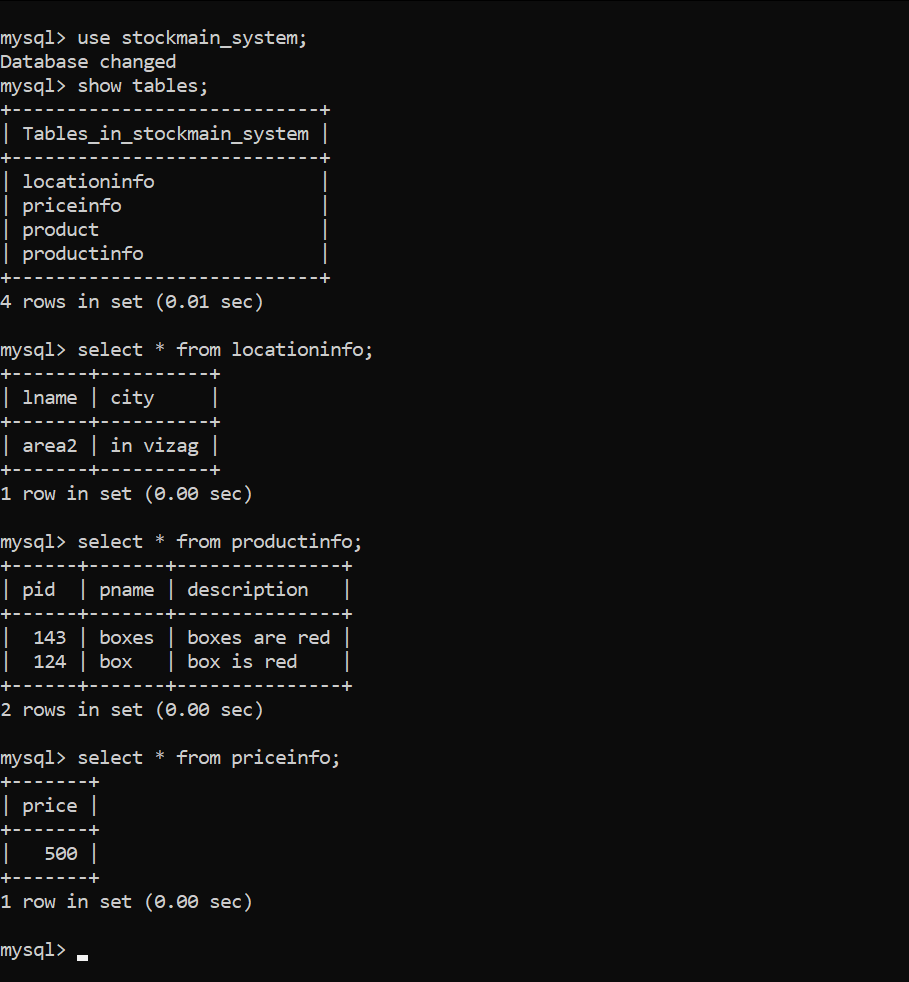 mysql> use stockmain_system;
Database changed
mysql> show tables;
+----------------------------+
| Tables_in_stockmain_system |
+----------------------------+
| locationinfo               |
| priceinfo                  |
| product                    |
| productinfo                |
+----------------------------+
4 rows in set (0.01 sec)

mysql> select * from locationinfo;
+-------+----------+
| lname | city     |
+-------+----------+
| area2 | in vizag |
+-------+----------+
1 row in set (0.00 sec)

mysql> select * from productinfo;
+------+-------+---------------+
| pid  | pname | description   |
+------+-------+---------------+
|  143 | boxes | boxes are red |
|  124 | box   | box is red    |
+------+-------+---------------+
2 rows in set (0.00 sec)

mysql> select * from priceinfo;
+-------+
| price |
+-------+
|   500 |
+-------+
1 row in set (0.00 sec)

mysql> _